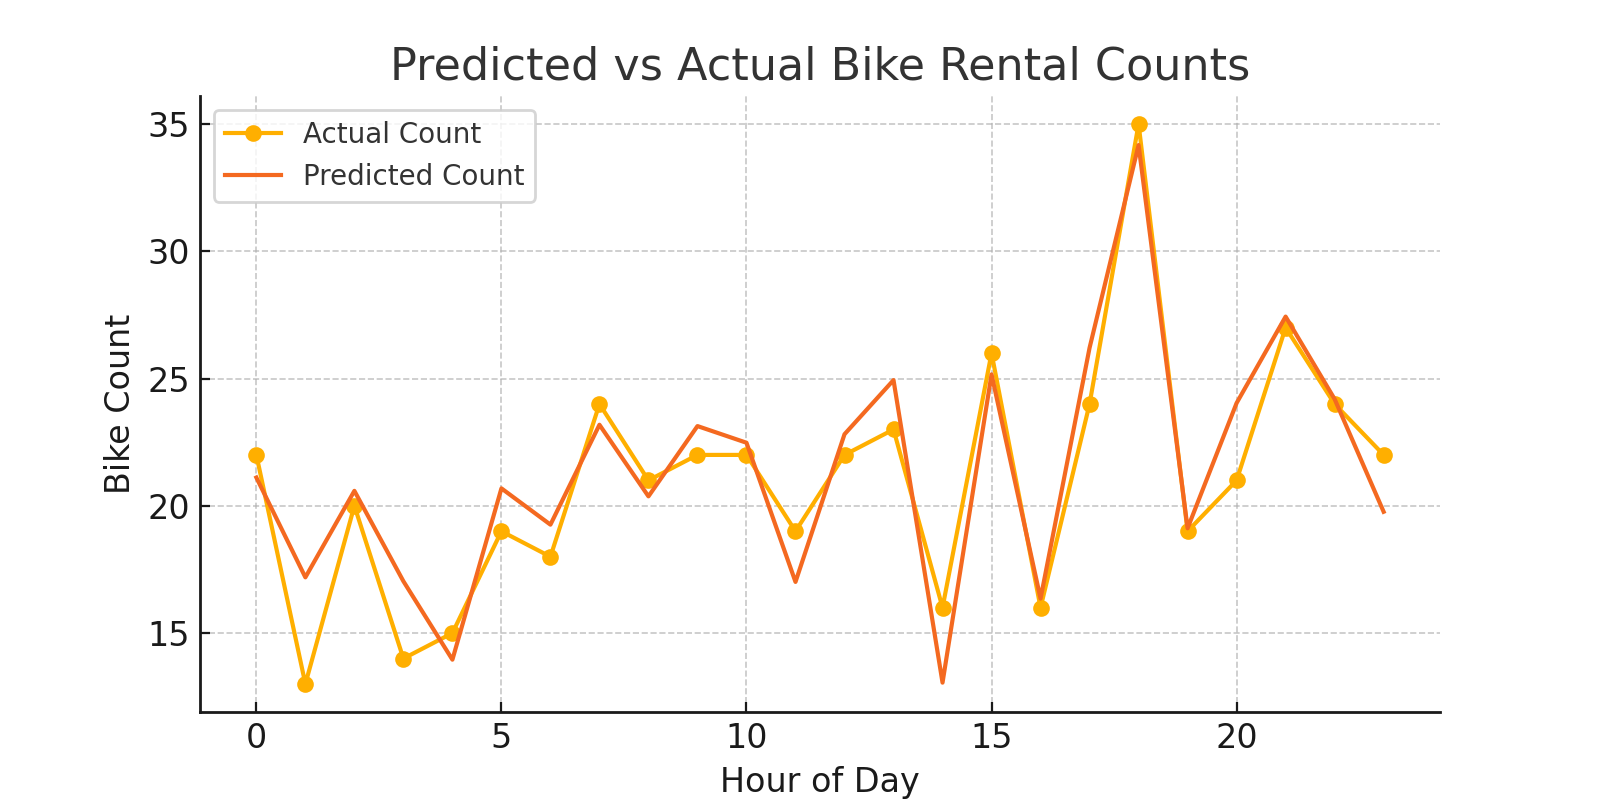 Predicted vs Actual Bike Rental Counts
Actual Count
Predicted Count
Bike Count
35
30
25
20
15
0 5 10 15 20
Hour of Day